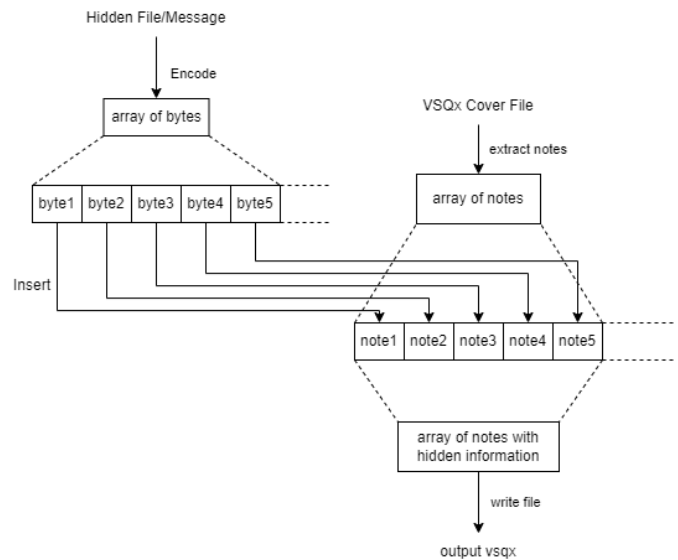 Hidden File/Message
Encode
array of bytes
byte1 byte2 byte3 byte4 byte5
Insert
VSQx Cover File
extract notes
array of notes
note1 note2 note3 note4 note5
array of notes with
hidden information
write file
output vsqx